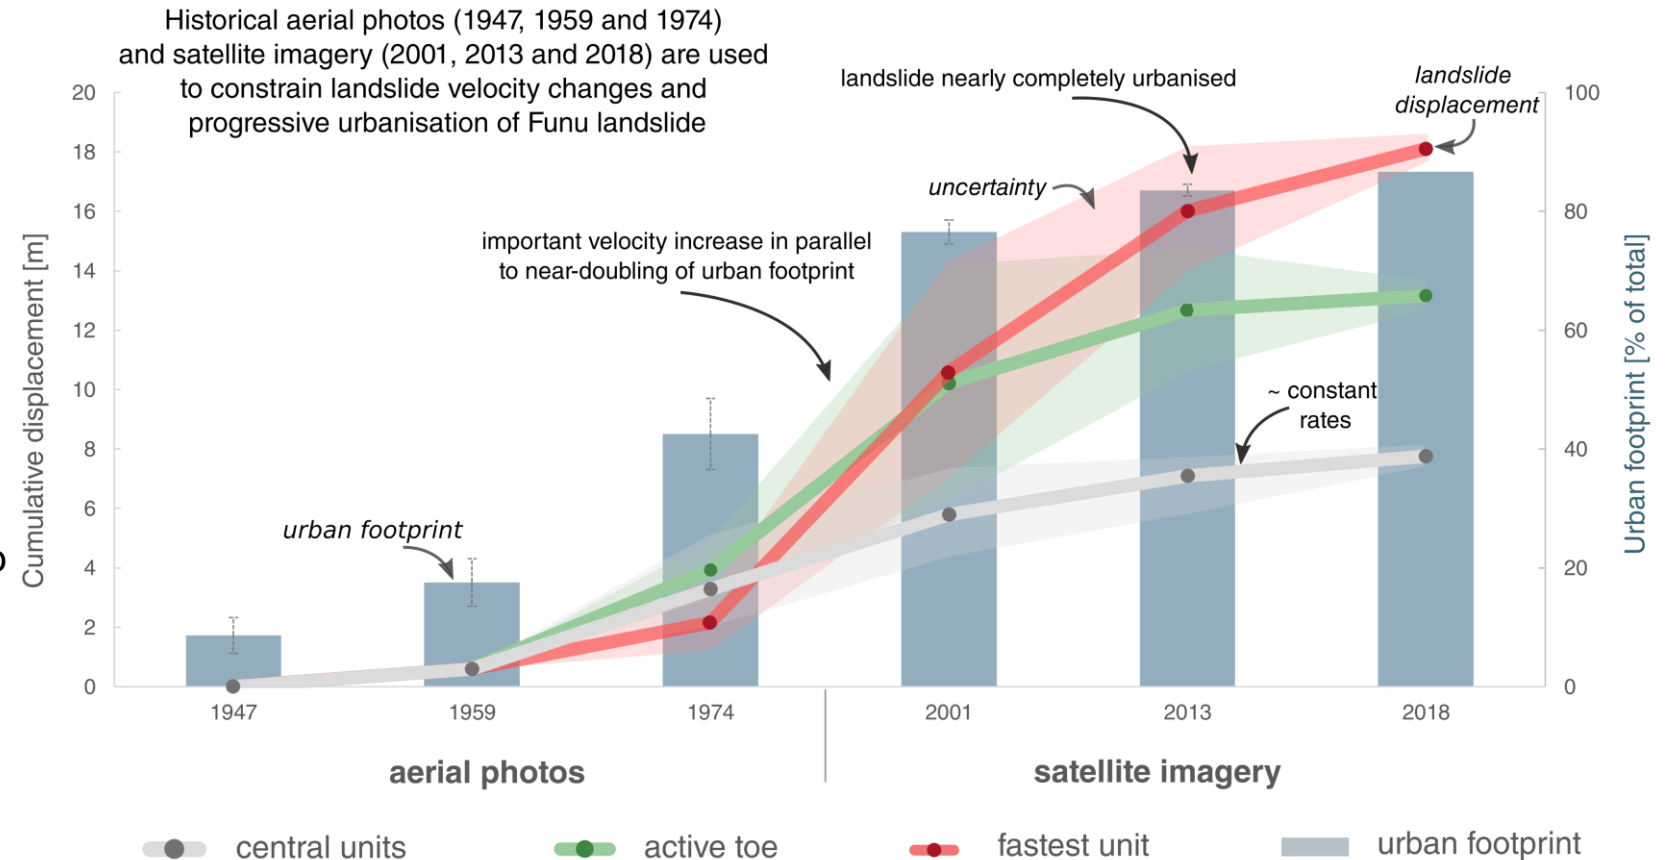 Historical aerial photos (1947, 1959 and 1974)
and satellite imagery (2001, 2013 and 2018) are used
to constrain landslide velocity changes and
progressive urbanisation of Funu landslide
landslide nearly completely urbanised
landslide
displacement
uncertainty
important velocity increase in parallel
to near-doubling of urban footprint
~ constant
rates
urban footprint
Cumulative displacement [m]
20
18
16
14
12
10
8
6
4
2
0
100
80
60
40
20
0
Urban footprint [% of total]
1947 1959 1974 2001 2013 2018
aerial photos satellite imagery
central units active toe fastest unit urban footprint